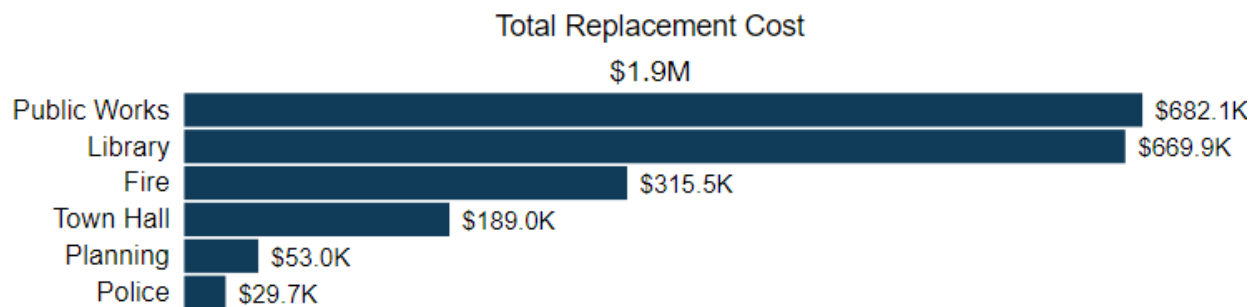 Total Replacement Cost
$1.9M
Public Works $682.1K
Library $669.9K
Fire $315.5K
Town Hall $189.0K
Planning $53.0K
Police $29.7K